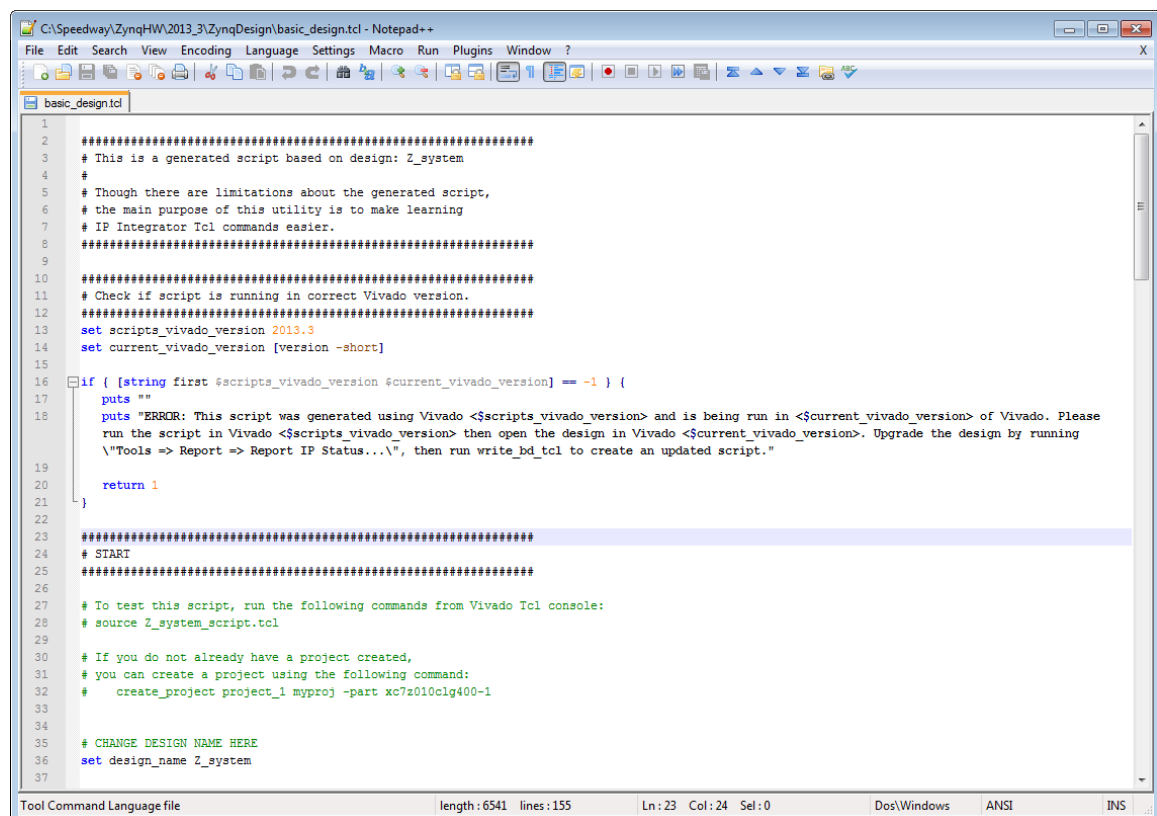 C:\Speedway\ZynqHW\2013_3\ZynqDesign\basic_design.tcl - Notepad++
File Edit Search View Encoding Language Settings Macro Run Plugins Window ? X
basic_design.tcl
1
2 ################################################################
3 # This is a generated script based on design: Z_system
4 #
5 # Though there are limitations about the generated script,
6 # the main purpose of this utility is to make learning
7 # IP Integrator Tcl commands easier.
8 ################################################################
9
10 ################################################################
11 # Check if script is running in correct Vivado version.
12 ################################################################
13 set scripts_vivado_version 2013.3
14 set current_vivado_version [version -short]
15
16 if { [string first $scripts_vivado_version $current_vivado_version] == -1 } {
17 puts ""
18 puts "ERROR: This script was generated using Vivado <$scripts_vivado_version> and is being run in <$current_vivado_version> of Vivado. Please
run the script in Vivado <$scripts_vivado_version> then open the design in Vivado <$current_vivado_version>. Upgrade the design by running
\"Tools => Report => Report IP Status...\", then run write_bd_tcl to create an updated script."
19
20 return 1
21 }
22
23 ################################################################
24 # START
25 ################################################################
26
27 # To test this script, run the following commands from Vivado Tcl console:
28 # source Z_system_script.tcl
29
30 # If you do not already have a project created,
31 # you can create a project using the following command:
32 # create_project project_1 myproj -part xc7z010clg400-1
33
34
35 # CHANGE DESIGN NAME HERE
36 set design_name Z_system
37
Tool Command Language file length : 6541 lines : 155 Ln : 23 Col : 24 Sel : 0 Dos\Windows ANSI INS